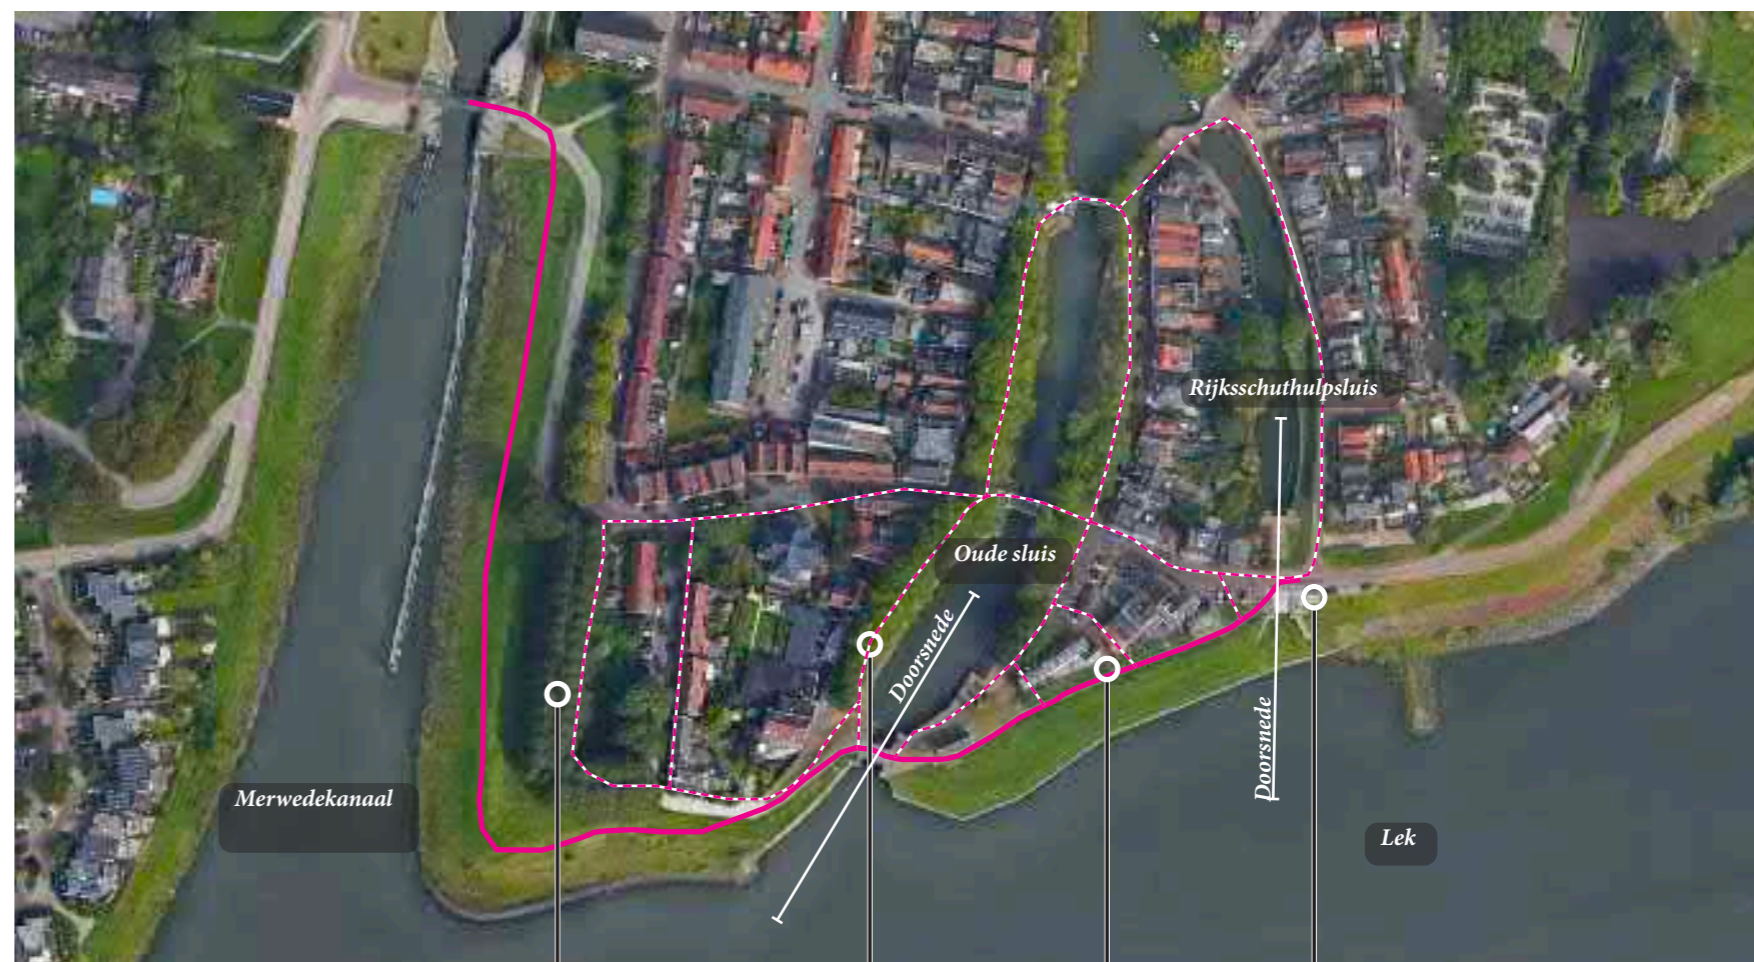 Rijksschuthulpsluis
Oude sluis
Doorsnede
Doorsnede
Merwedekanaal
Lek